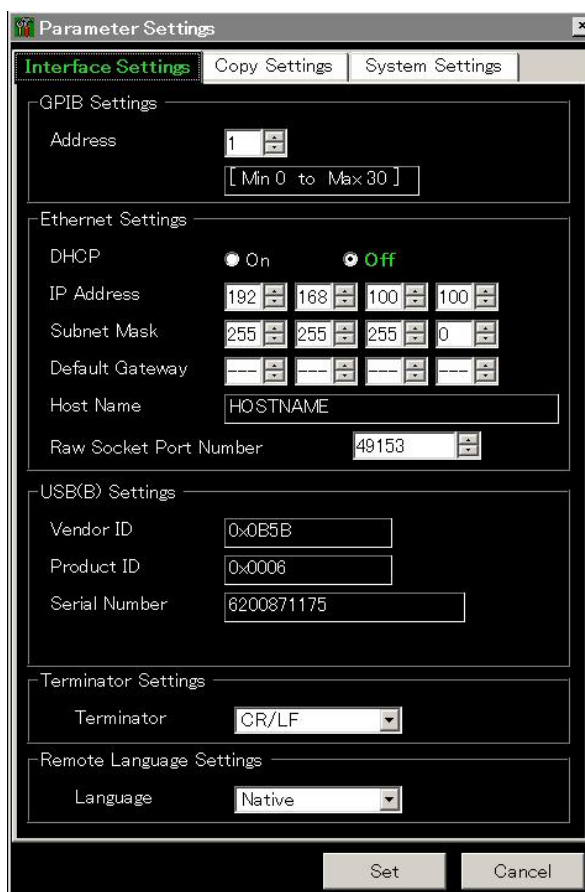 Parameter Settings
Interface Settings Copy Settings System Settings
GPIB Settings
Address 1
[ Min 0 to Max 30 ]
Ethernet Settings
DHCP On Off
IP Address 192 168 100 100
Subnet Mask 255 255 255 0
Default Gateway --- --- --- ---
Host Name HOSTNAME
Raw Socket Port Number 49153
USB(B) Settings
Vendor ID 0x0B5B
Product ID 0x0006
Serial Number 6200871175
Terminator Settings
Terminator CR/LF
Remote Language Settings
Language Native
Set Cancel